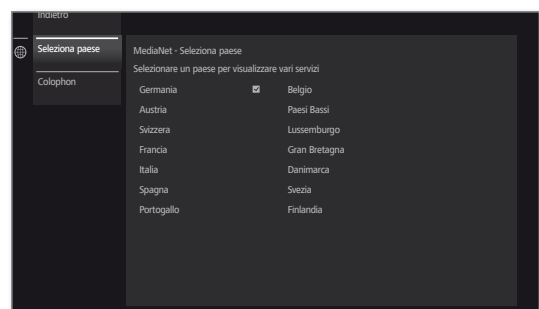 Indietro
Seleziona paese
Colophon
MediaNet - Seleziona paese
Selezionare un paese per visualizzare vari servizi
Germania
Belgio
Austria
Paesi Bassi
Svizzera
Lussemburgo
Francia
Gran Bretagna
Italia
Danimarca
Spagna
Svezia
Portogallo
Finlandia